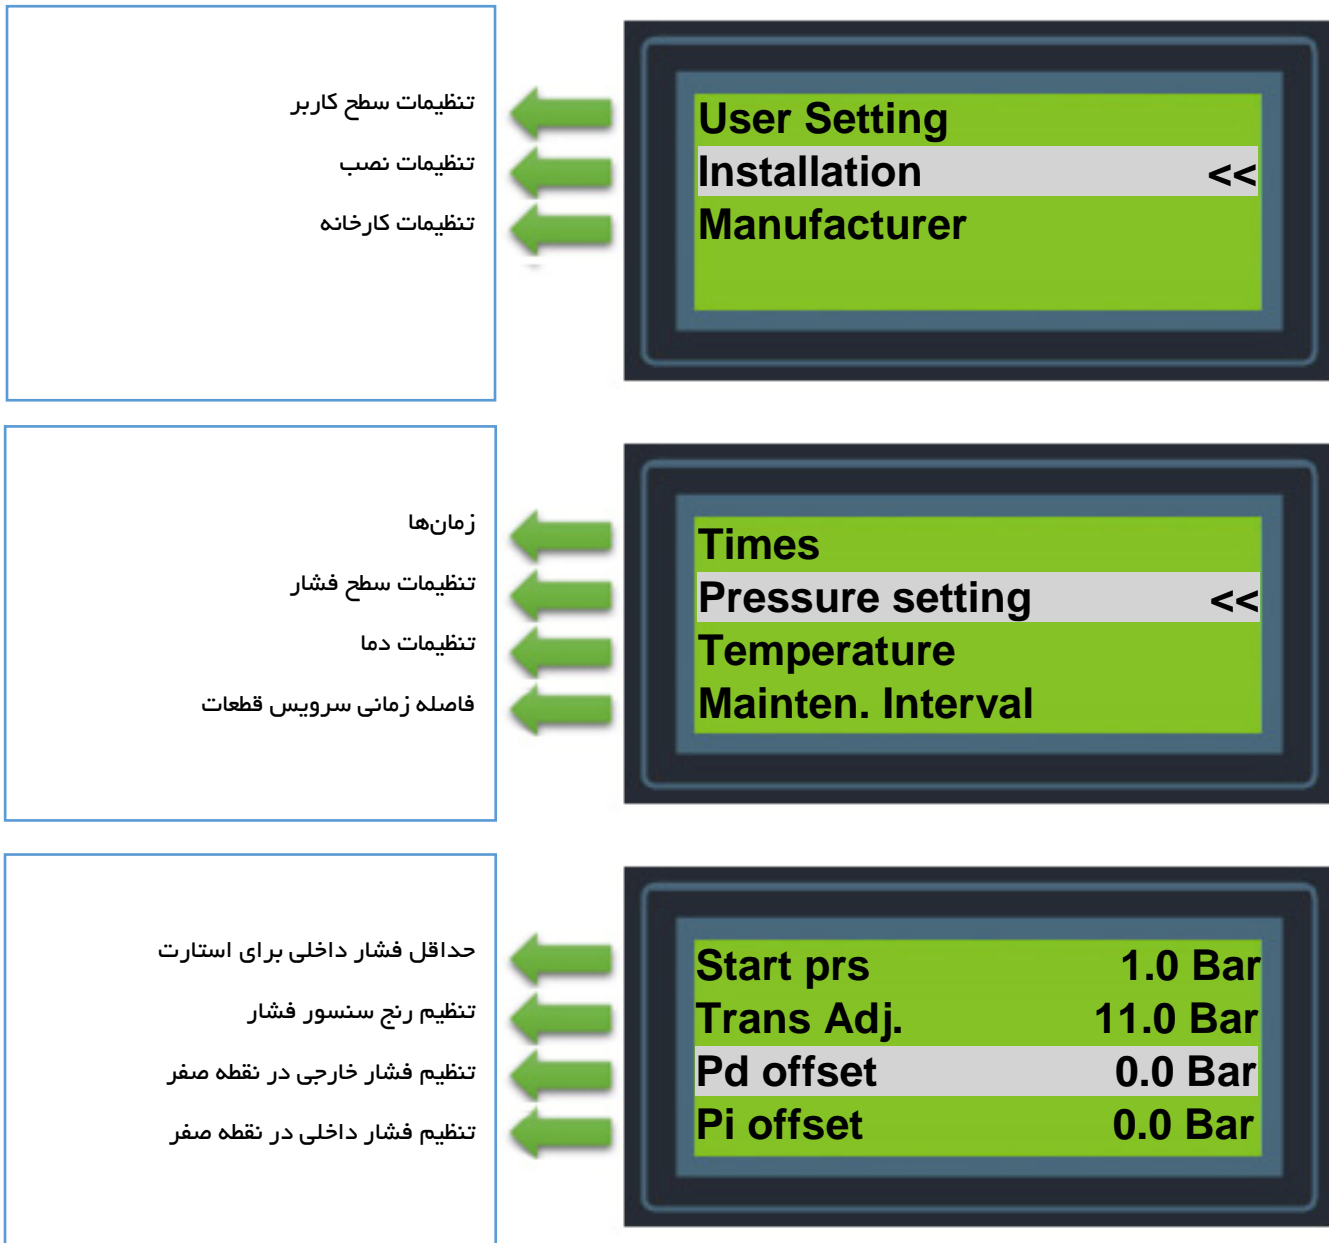 تنظیمات سطح کاربر
تنظیمات نصب
تنظیمات کارخانه
User Setting
Installation <<
Manufacturer
زمان‌ها
تنظیمات سطح فشار
تنظیمات دما
فاصله زمانی سرویس قطعات
Times
Pressure setting <<
Temperature
Mainten. Interval
حداقل فشار داخلی برای استارت
تنظیم رنج سنسور فشار
تنظیم فشار خارجی در نقطه صفر
تنظیم فشار داخلی در نقطه صفر
Start prs 1.0 Bar
Trans Adj. 11.0 Bar
Pd offset 0.0 Bar
Pi offset 0.0 Bar